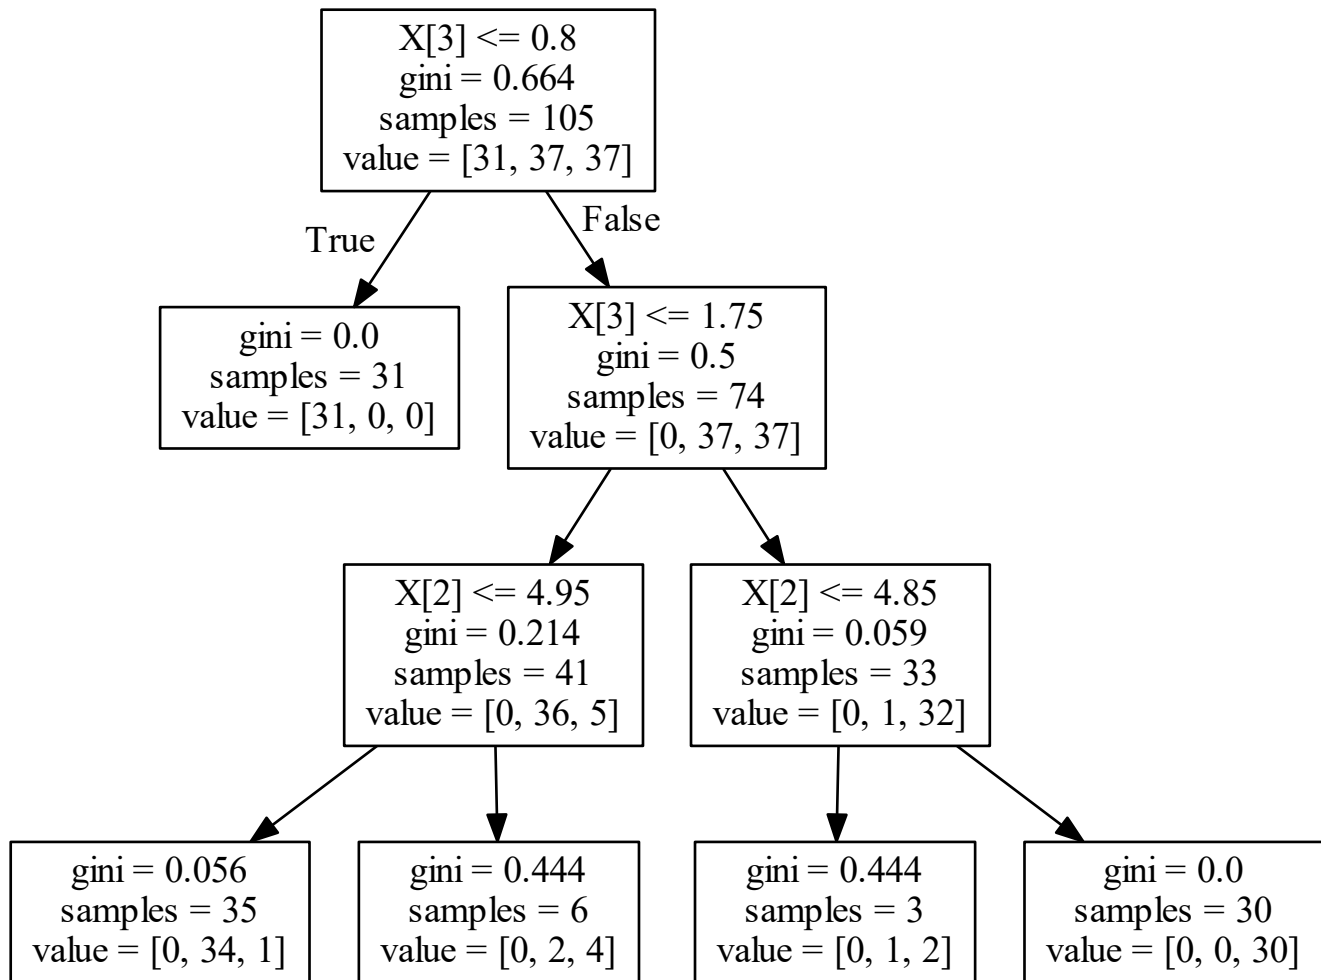 X[3] <= 0.8
gini = 0.664
samples = 105
value = [31, 37, 37]
True
False
gini = 0.0
samples = 31
value = [31, 0, 0]
X[3] <= 1.75
gini = 0.5
samples = 74
value = [0, 37, 37]
X[2] <= 4.95
gini = 0.214
samples = 41
value = [0, 36, 5]
X[2] <= 4.85
gini = 0.059
samples = 33
value = [0, 1, 32]
gini = 0.056
samples = 35
value = [0, 34, 1]
gini = 0.444
samples = 6
value = [0, 2, 4]
gini = 0.444
samples = 3
value = [0, 1, 2]
gini = 0.0
samples = 30
value = [0, 0, 30]